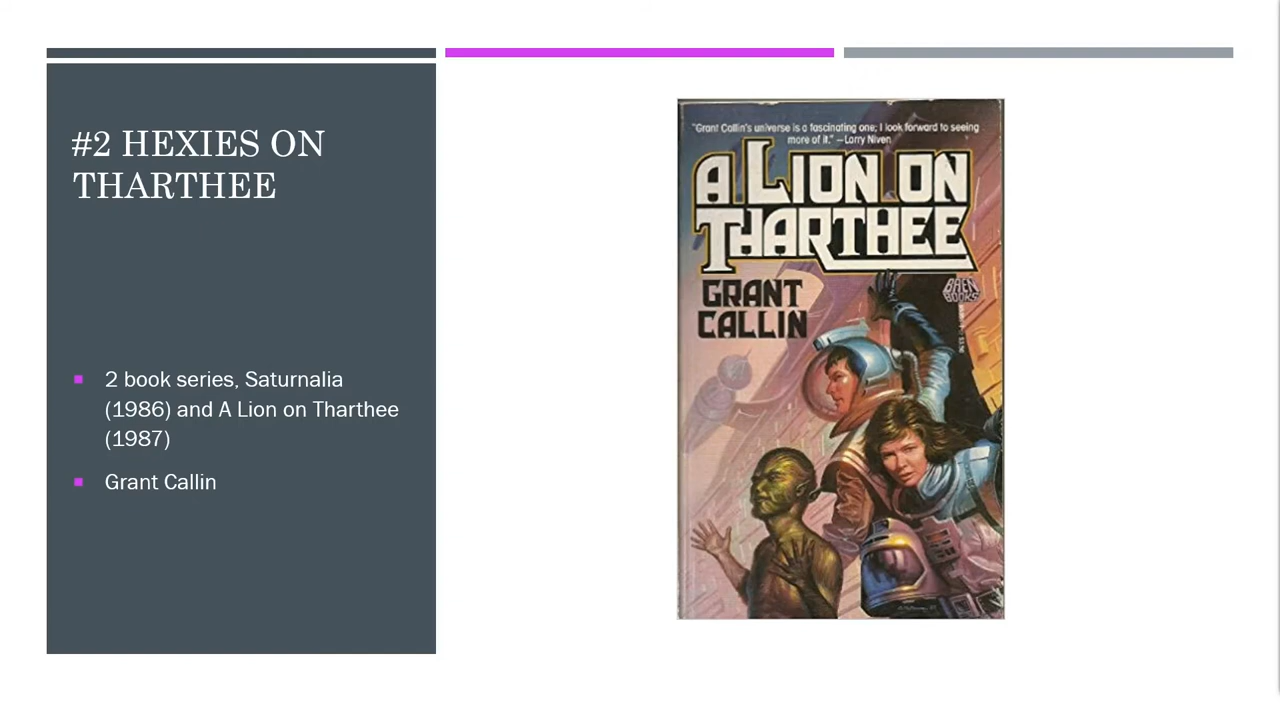 #2 HEXIES ON
THARTHEE
2 book series, Saturnalia
(1986) and A Lion on Tharthee
(1987)
Grant Callin
"Grant Callin's universe is a fascinating one; I look forward to seeing
more of it." —Larry Niven
A LION ON
THARTHEE
GRANT
CALLIN
BAEN
BOOKS